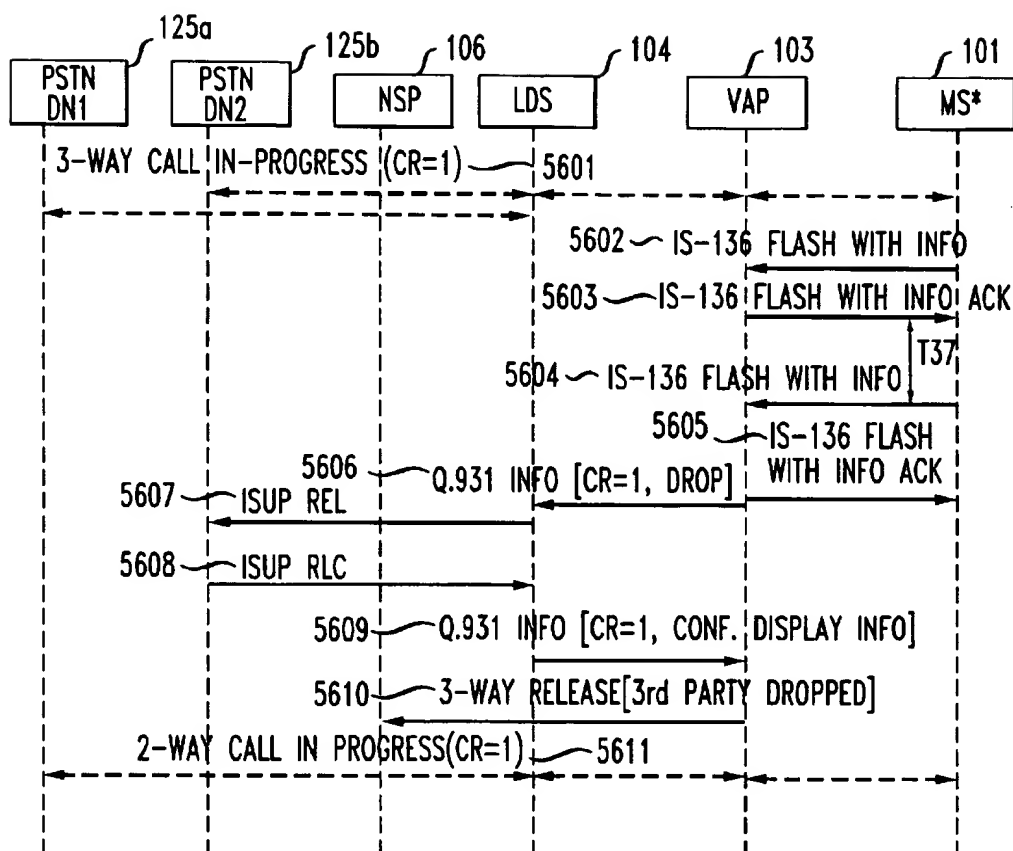 125a
125b
106
104
103
101
PSTN
DN1
PSTN
DN2
NSP
LDS
VAP
MS*
3-WAY CALL IN-PROGRESS (CR=1)
5601
5602
IS-136 FLASH WITH INFO
5603
IS-136 FLASH WITH INFO ACK
T37
5604
IS-136 FLASH WITH INFO
5605
IS-136 FLASH
WITH INFO ACK
5606
Q.931 INFO [CR=1, DROP]
5607
ISUP REL
5608
ISUP RLC
5609
Q.931 INFO [CR=1, CONF. DISPLAY INFO]
5610
3-WAY RELEASE[3rd PARTY DROPPED]
2-WAY CALL IN PROGRESS(CR=1)
5611